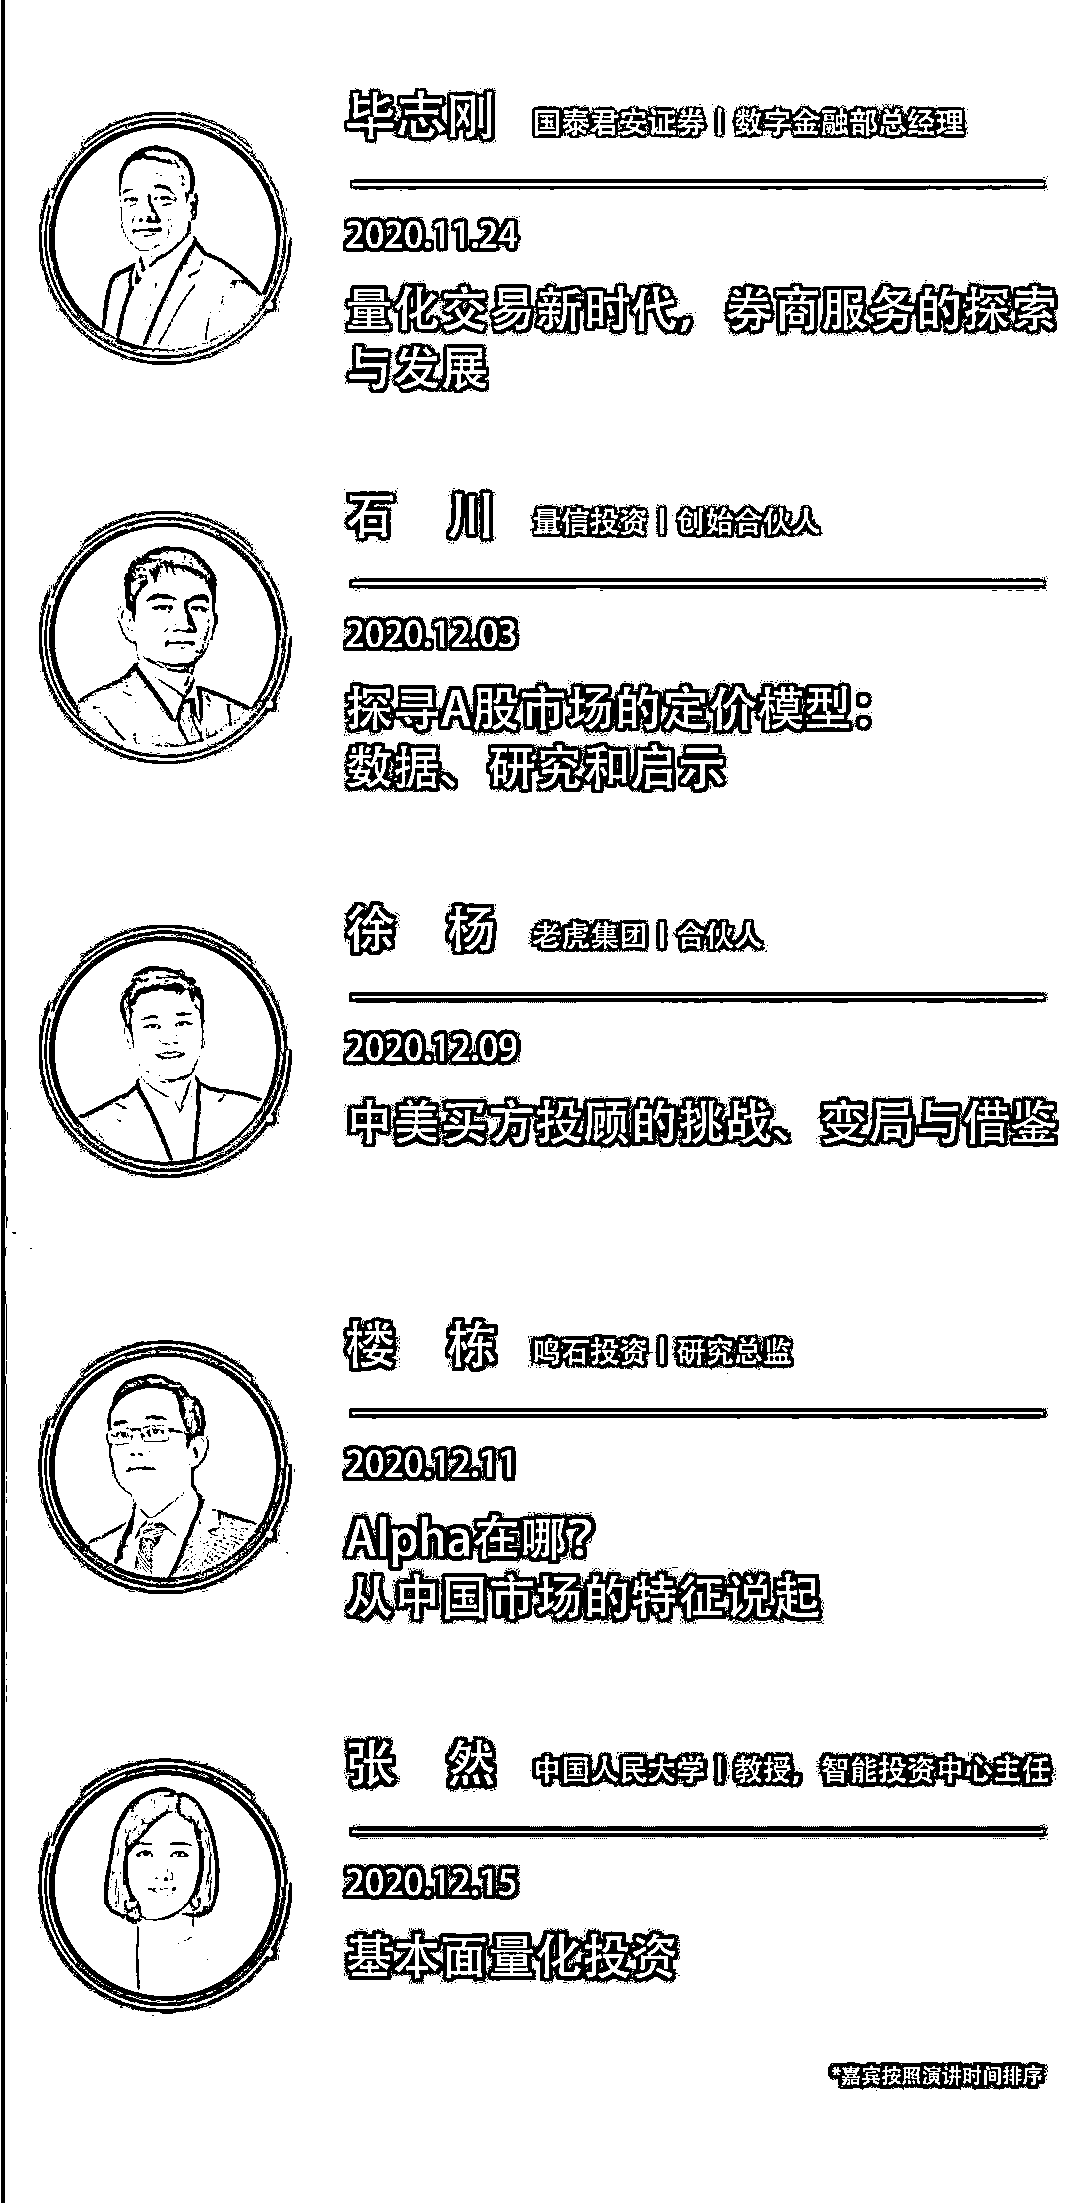 毕志刚 国泰君安证券 | 数字金融部总经理
2020.11.24
量化交易新时代，券商服务的探索
与发展
石 川 量信投资 | 创始合伙人
2020.12.03
探寻A股市场的定价模型：
数据、研究和启示
徐 杨 老虎集团 | 合伙人
2020.12.09
中美买方投顾的挑战、变局与借鉴
楼 栋 鸣石投资 | 研究总监
2020.12.11
Alpha在哪？
从中国市场的特征说起
张 然 中国人民大学 | 教授，智能投资中心主任
2020.12.15
基本面量化投资
*嘉宾按照演讲时间排序